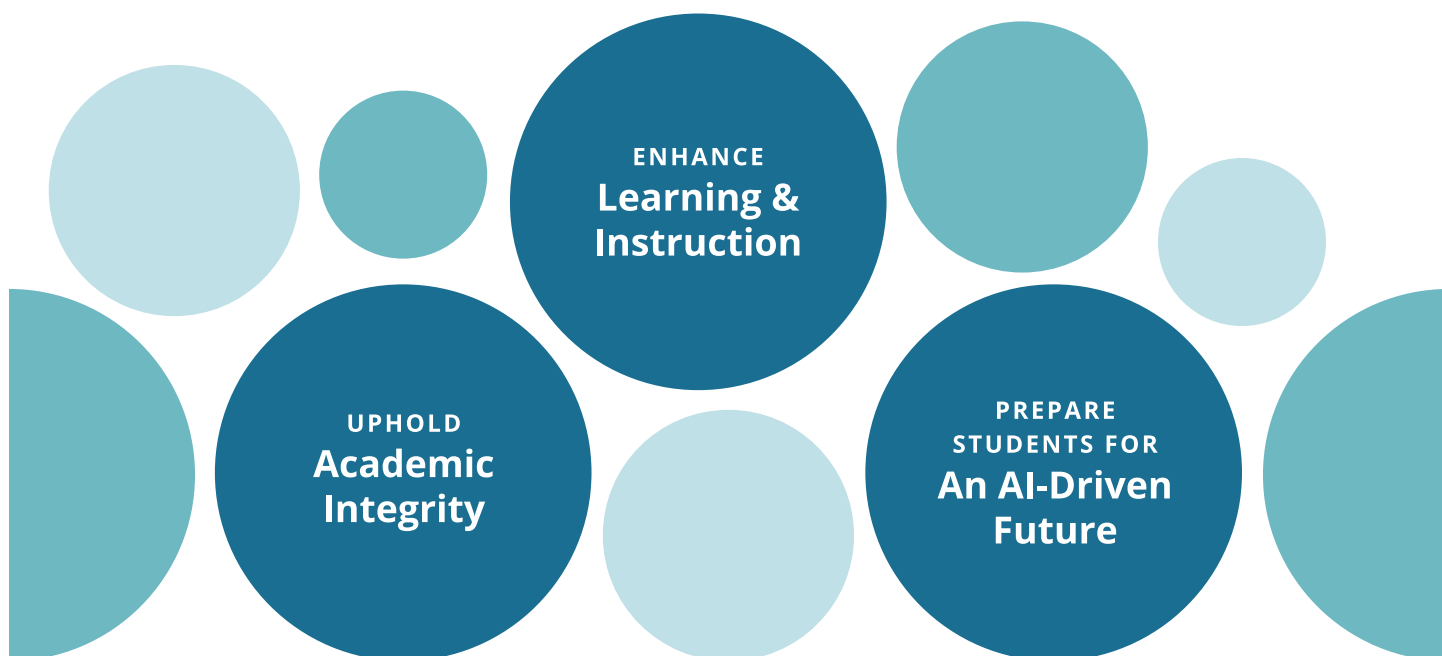 ENHANCE
Learning &
Instruction
UPHOLD
Academic
Integrity
PREPARE
STUDENTS FOR
An AI-Driven
Future